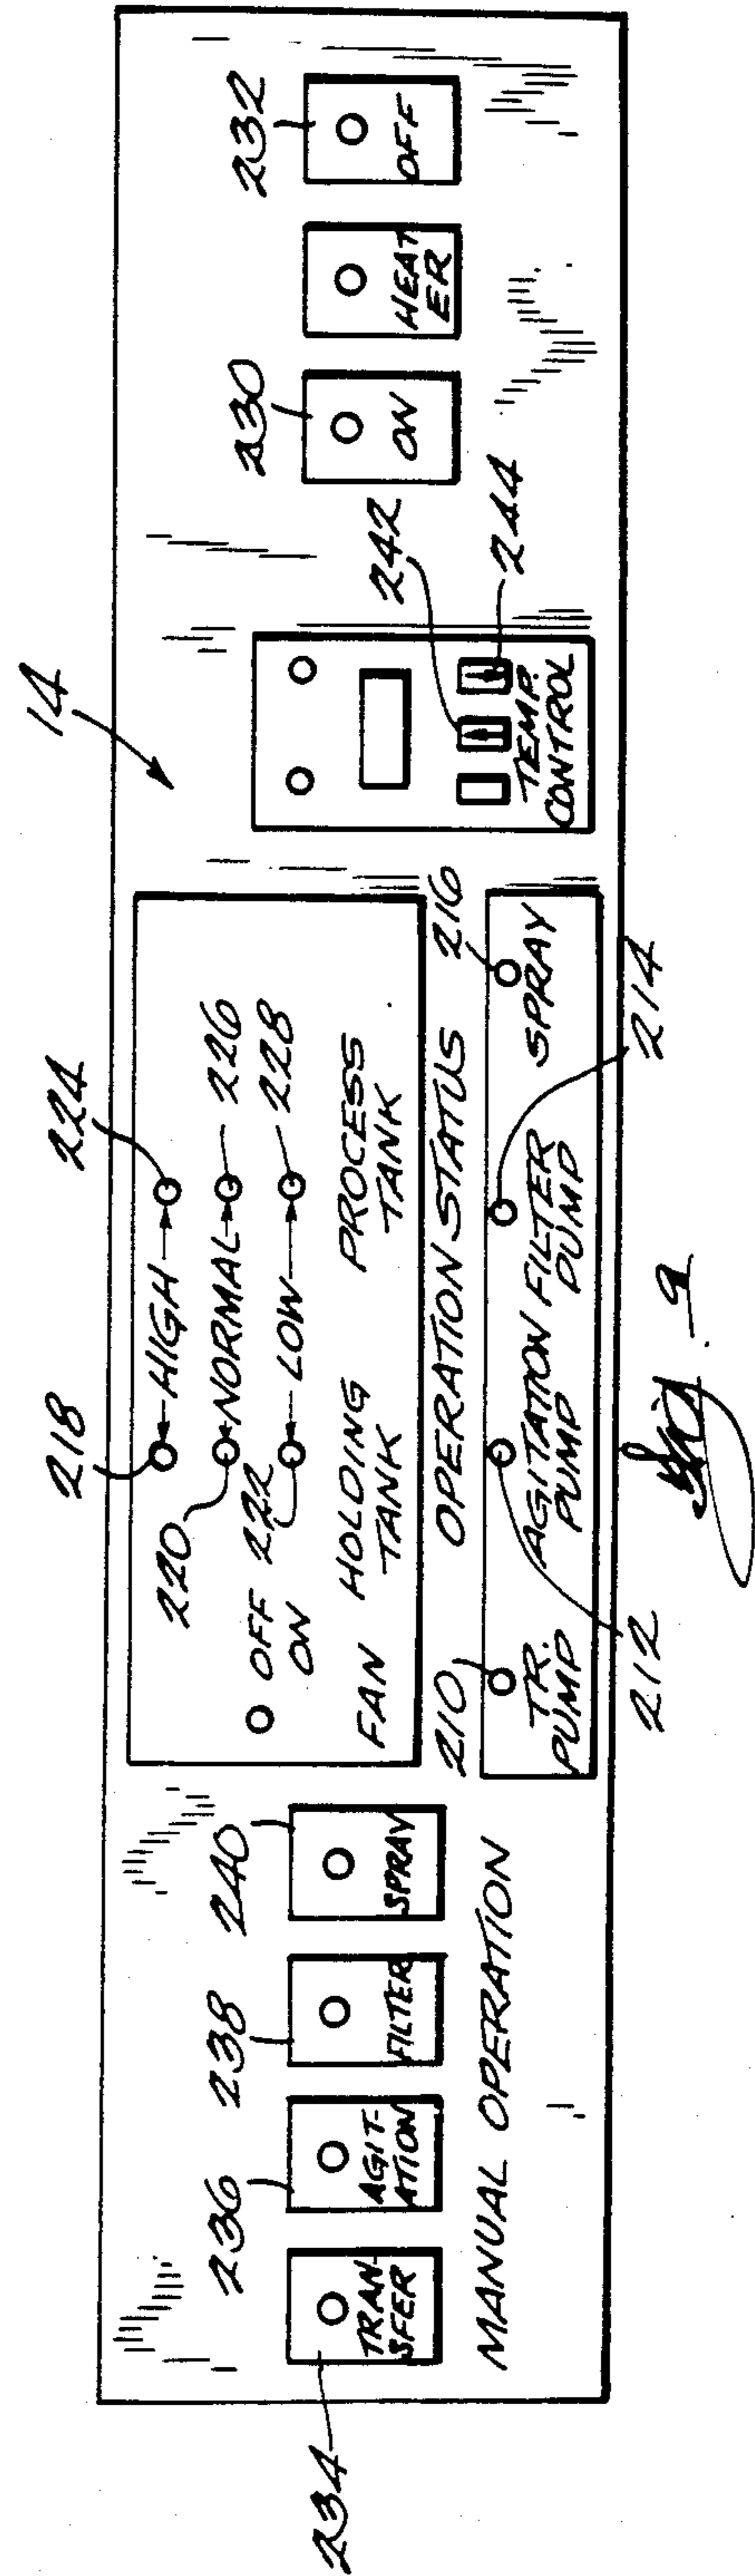 14
234
236
238
240
TRAN-
SFER
AGIT-
ATION
FILTER
SPRAY
MANUAL OPERATION
218
224
220
HIGH
NORMAL
226
OFF
ON
222
LOW
228
FAN
HOLDING
TANK
PROCESS
TANK
OPERATION STATUS
210
216
TR.
PUMP
AGITATION
PUMP
FILTER
PUMP
SPRAY
212
214
242
244
TEMP.
CONTROL
230
232
ON
HEAT
ER
OFF
Fig. 9